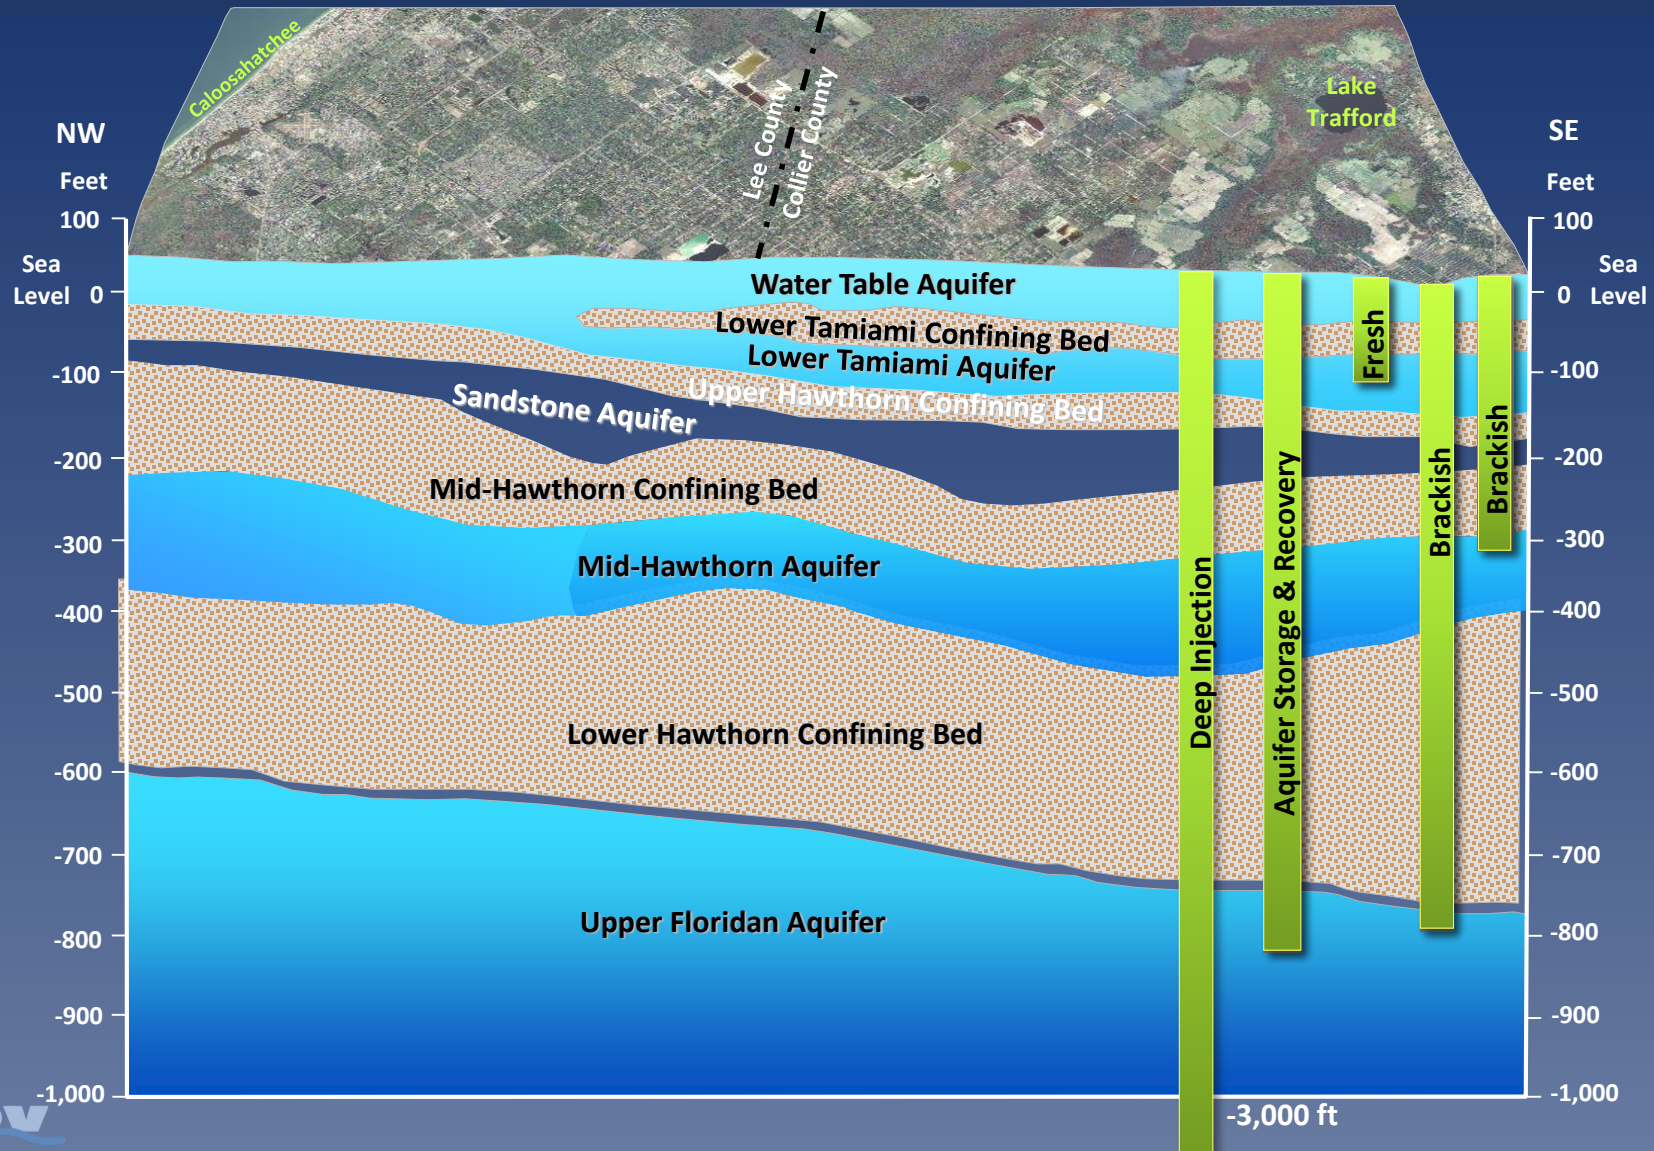 Caloosahatchee
Lee County
Collier County
Lake
Trafford
NW
SE
Feet
Feet
100
100
Sea
Level
0
0
Sea
Level
-100
-100
-200
-200
-300
-300
-400
-400
-500
-500
-600
-600
-700
-700
-800
-800
-900
-900
-1,000
-1,000
Water Table Aquifer
Lower Tamiami Confining Bed
Lower Tamiami Aquifer
Upper Hawthorn Confining Bed
Sandstone Aquifer
Mid-Hawthorn Confining Bed
Mid-Hawthorn Aquifer
Lower Hawthorn Confining Bed
Upper Floridan Aquifer
Deep Injection
Aquifer Storage & Recovery
Fresh
Brackish
Brackish
-3,000 ft